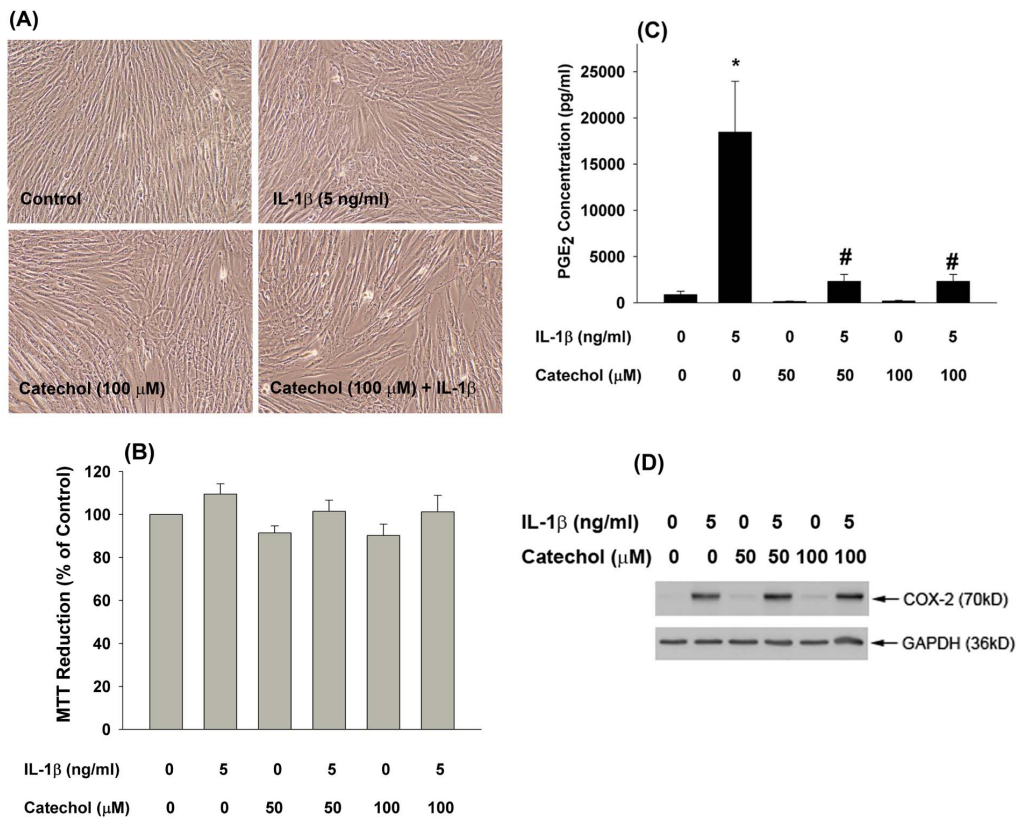 (A)
Control
IL-1β (5 ng/ml)
Catechol (100 μM)
Catechol (100 μM) + IL-1β
(B)
MTT Reduction (% of Control)
120
100
80
60
40
20
0
IL-1β (ng/ml) 0 5 0 5 0 5
Catechol (μM) 0 0 50 50 100 100
(C)
PGE2 Concentration (pg/ml)
25000
20000
15000
10000
5000
0
*
#
#
IL-1β (ng/ml) 0 5 0 5 0 5
Catechol (μM) 0 0 50 50 100 100
(D)
IL-1β (ng/ml) 0 5 0 5 0 5
Catechol (μM) 0 0 50 50 100 100
COX-2 (70kD)
GAPDH (36kD)